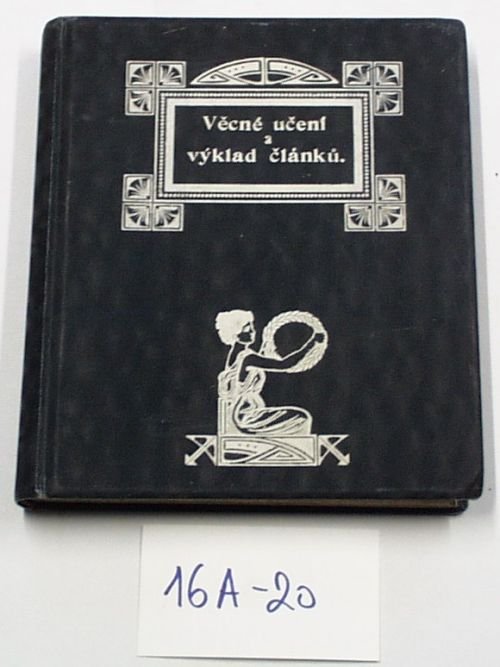 Věcné učení
a
výklad článků.
16A-20